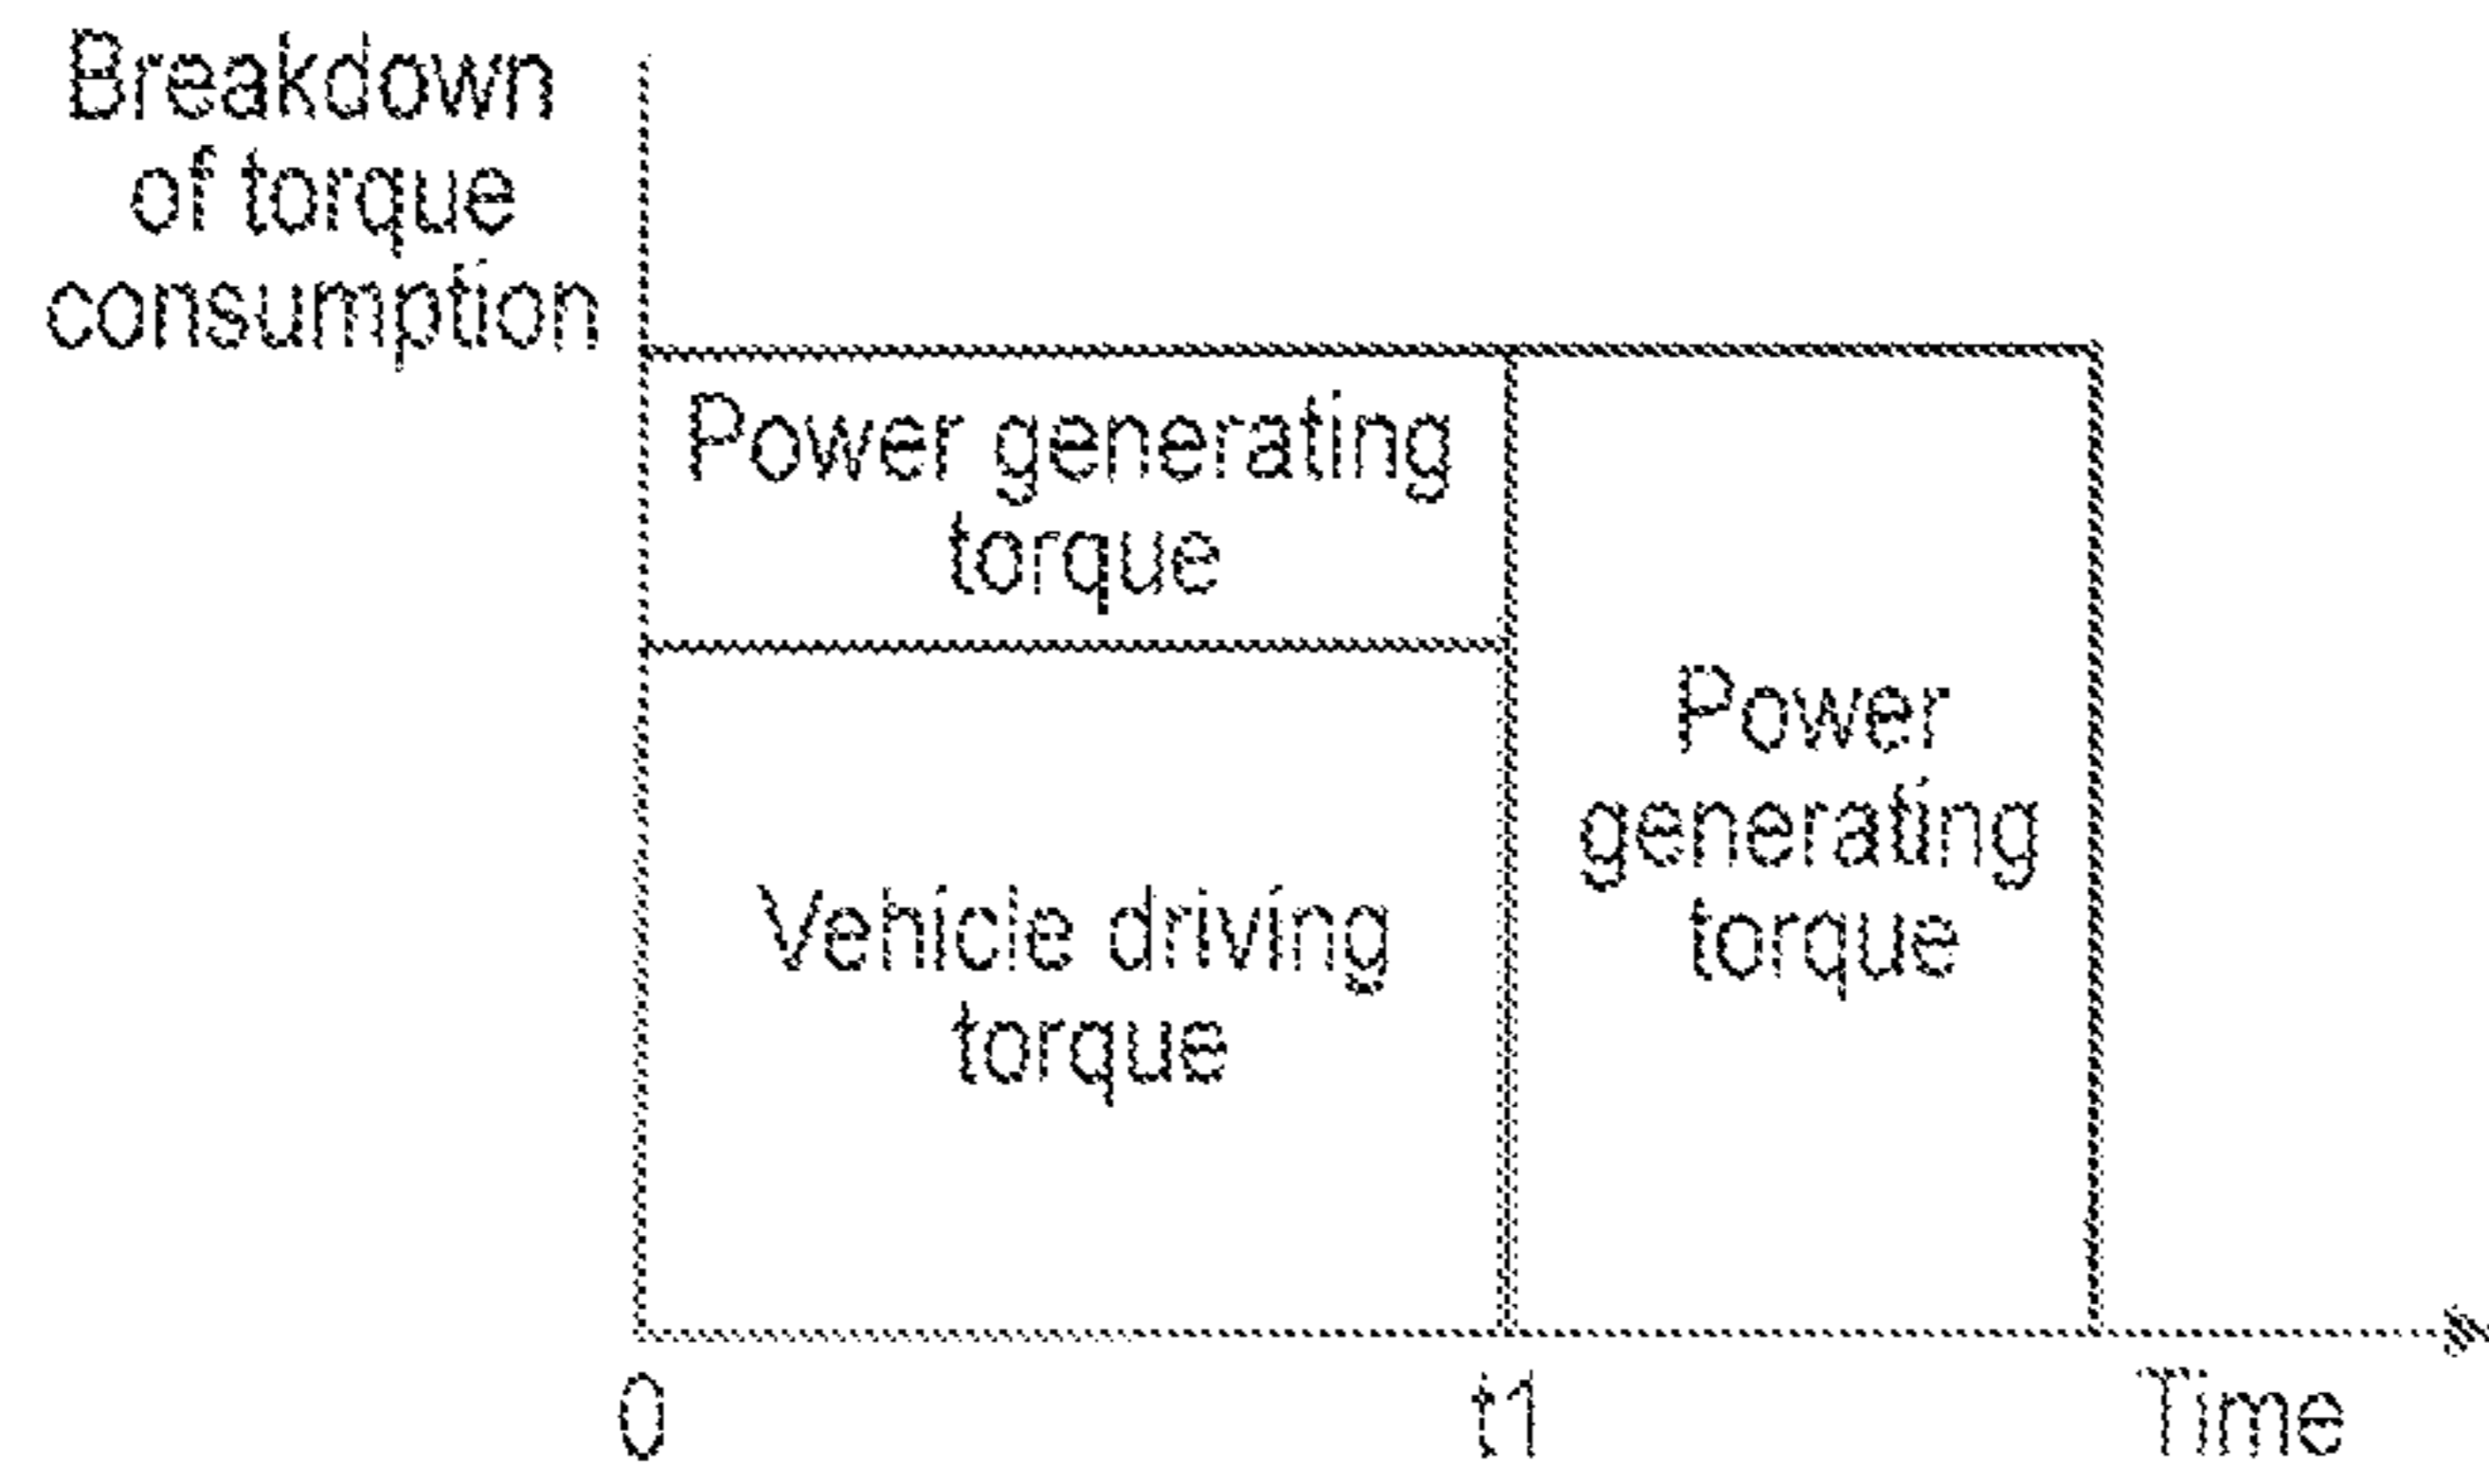 Breakdown
of torque
consumption
Power generating
torque
Vehicle driving
torque
Power
generating
torque
0
t1
Time